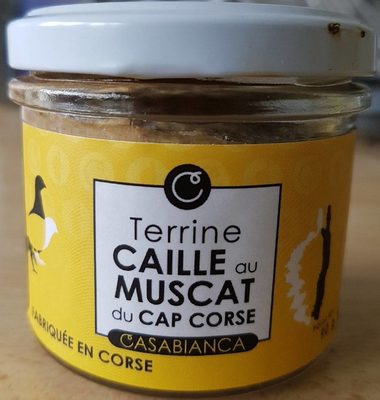 Terrine
CAILLE au
MUSCAT
du CAP CORSE
CASABIANCA
FABRIQUÉE EN CORSE